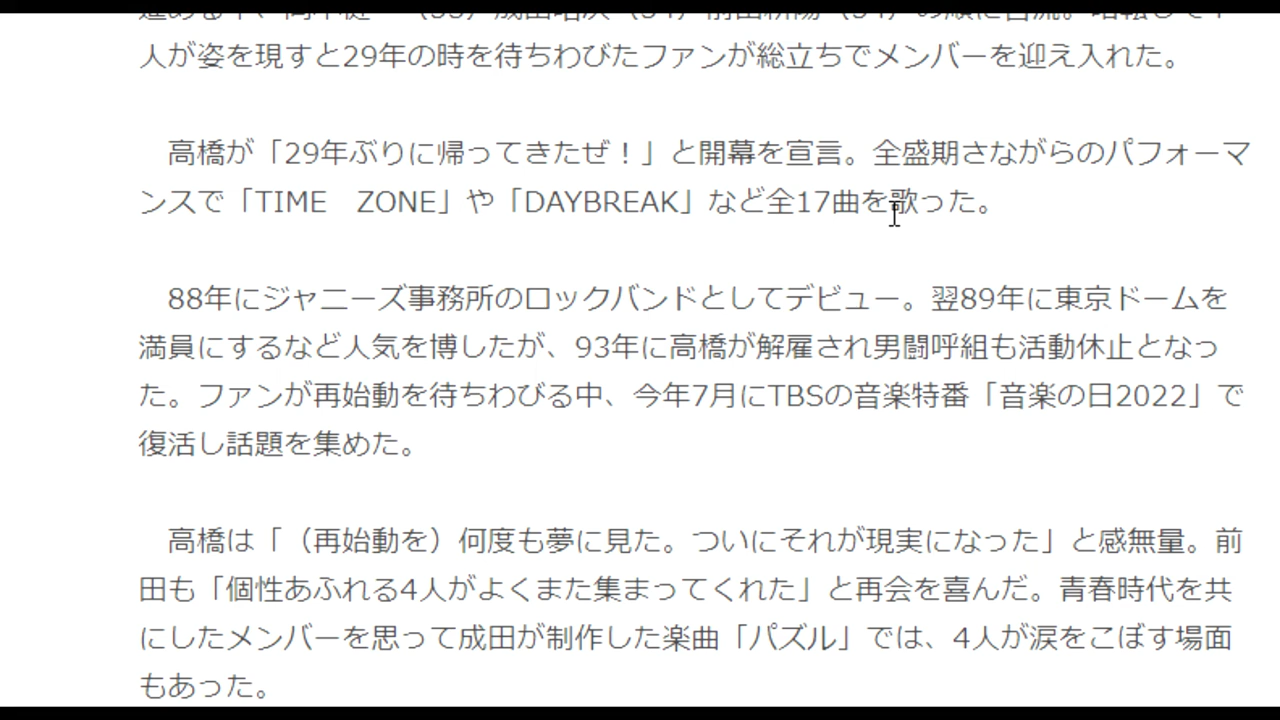 人が姿を現すと29年の時を待ちわびたファンが総立ちでメンバーを迎え入れた。
　高橋が「29年ぶりに帰ってきたぜ！」と開幕を宣言。全盛期さながらのパフォーマ
ンスで「TIME　ZONE」や「DAYBREAK」など全17曲を歌った。
　88年にジャニーズ事務所のロックバンドとしてデビュー。翌89年に東京ドームを
満員にするなど人気を博したが、93年に高橋が解雇され男闘呼組も活動休止となっ
た。ファンが再始動を待ちわびる中、今年7月にTBSの音楽特番「音楽の日2022」で
復活し話題を集めた。
　高橋は「（再始動を）何度も夢に見た。ついにそれが現実になった」と感無量。前
田も「個性あふれる4人がよくまた集まってくれた」と再会を喜んだ。青春時代を共
にしたメンバーを思って成田が制作した楽曲「パズル」では、4人が涙をこぼす場面
もあった。